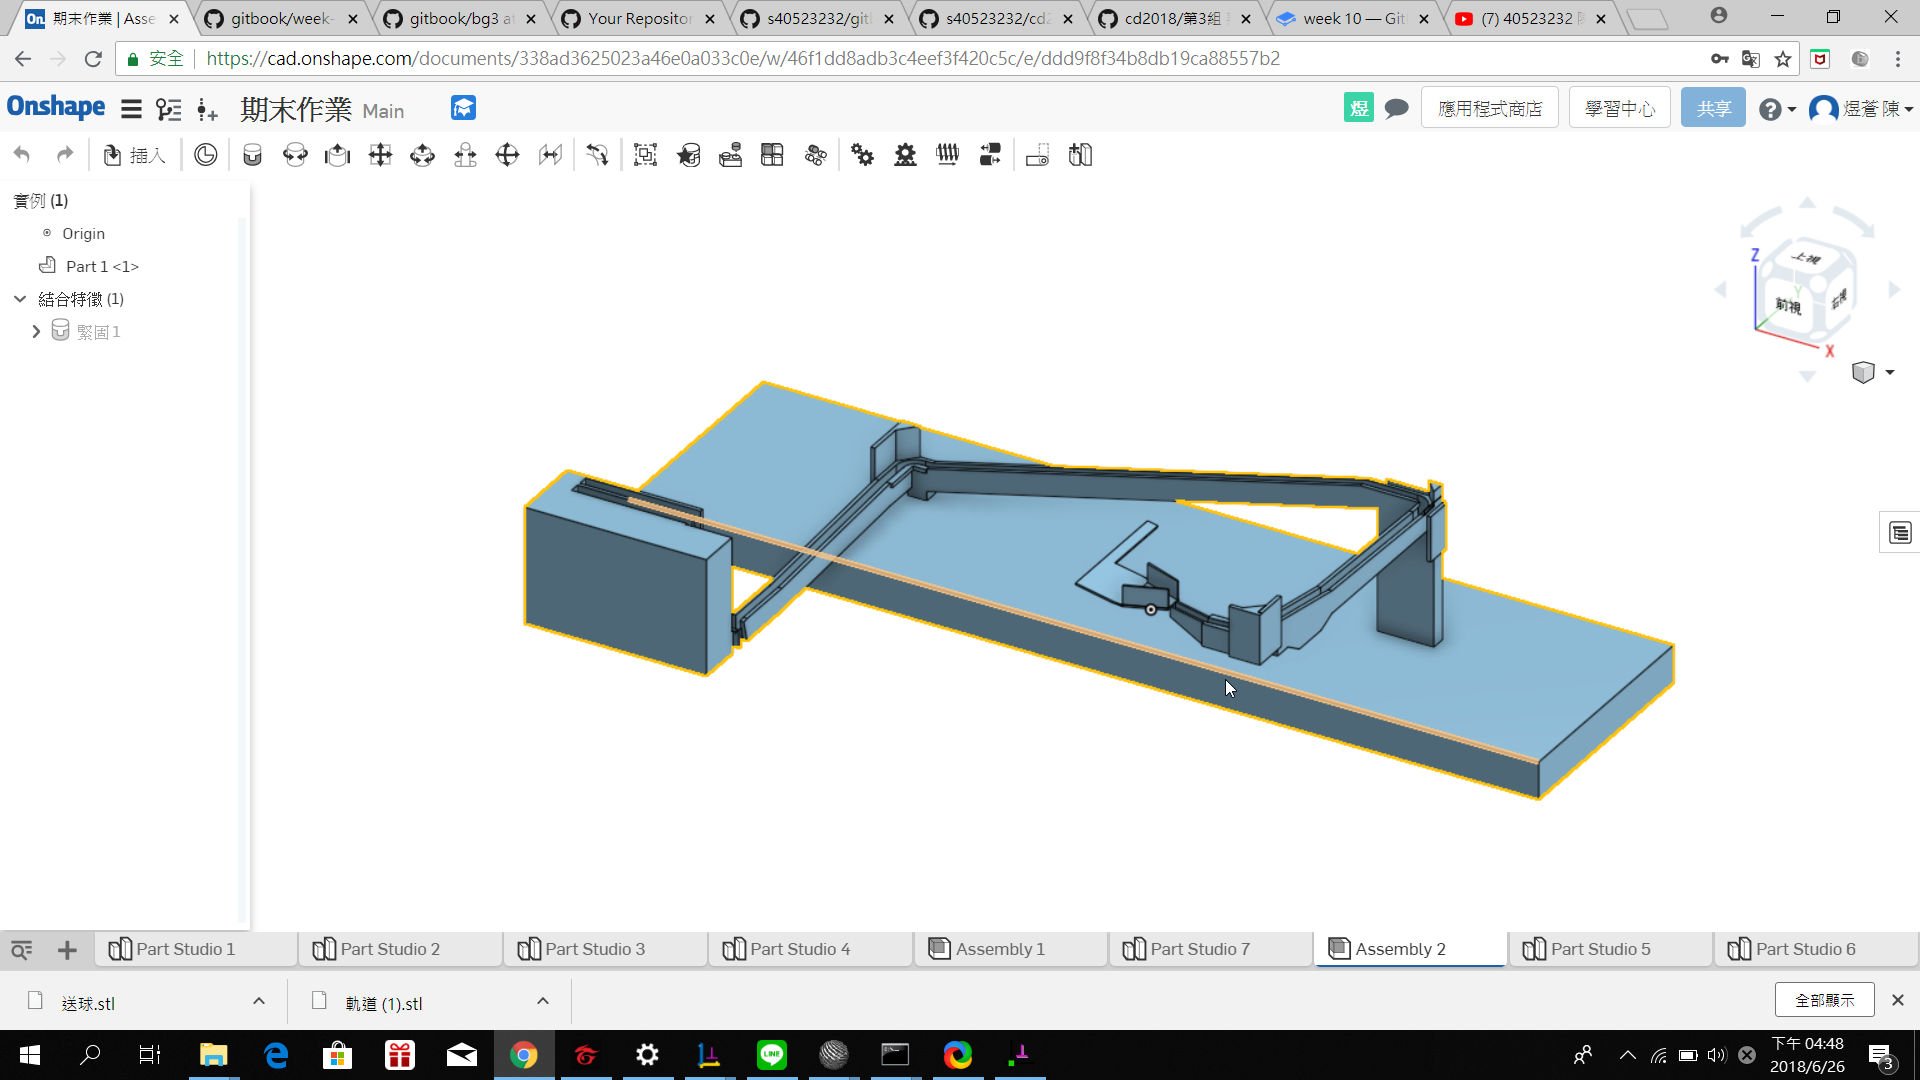 期末作業 | Asse
gitbook/week-
gitbook/bg3 at
Your Repositor
s40523232/gitl
s40523232/cd2
cd2018/第3組
week 10 — Git
(7) 40523232
安全
https://cad.onshape.com/documents/338ad3625023a46e0a033c0e/w/46f1dd8adb3c4eef3f420c5c/e/ddd9f8f34b8db19ca88557b2
Onshape
期末作業 Main
煜
應用程式商店
學習中心
共享
煜蒼 陳
插入
實例 (1)
Origin
Part 1 <1>
結合特徵 (1)
緊固 1
Z
上視
Y
前視
右視
X
Part Studio 1
Part Studio 2
Part Studio 3
Part Studio 4
Assembly 1
Part Studio 7
Assembly 2
Part Studio 5
Part Studio 6
送球.stl
軌道 (1).stl
全部顯示
LINE
下午 04:48
2018/6/26
3